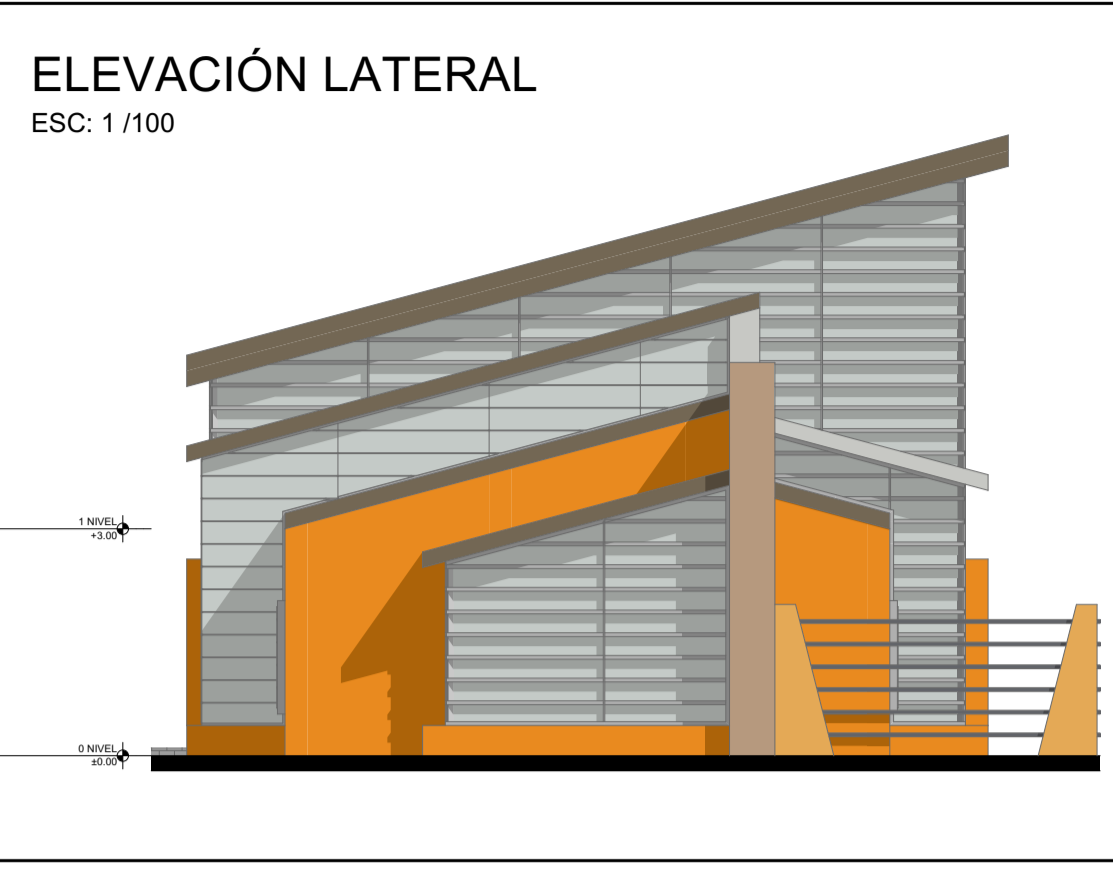 ELEVACIÓN LATERAL
ESC: 1 /100
1 NIVEL
+3.00
0 NIVEL
±0.00